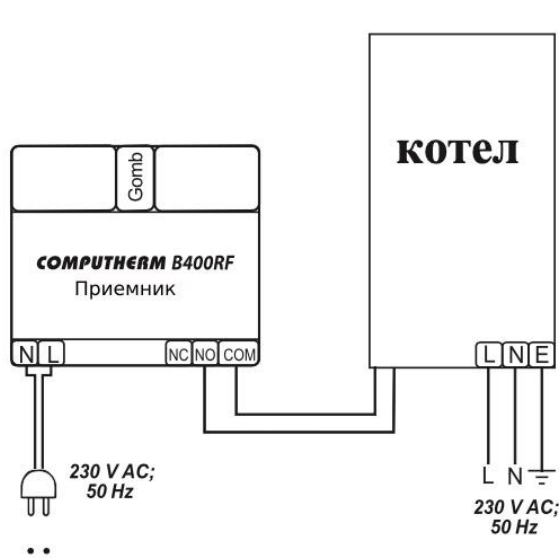 котел
Gomb
COMPUTHERM B400RF
Приемник
N L
NC NO COM
L N E
230 V AC;
50 Hz
L N
230 V AC;
50 Hz